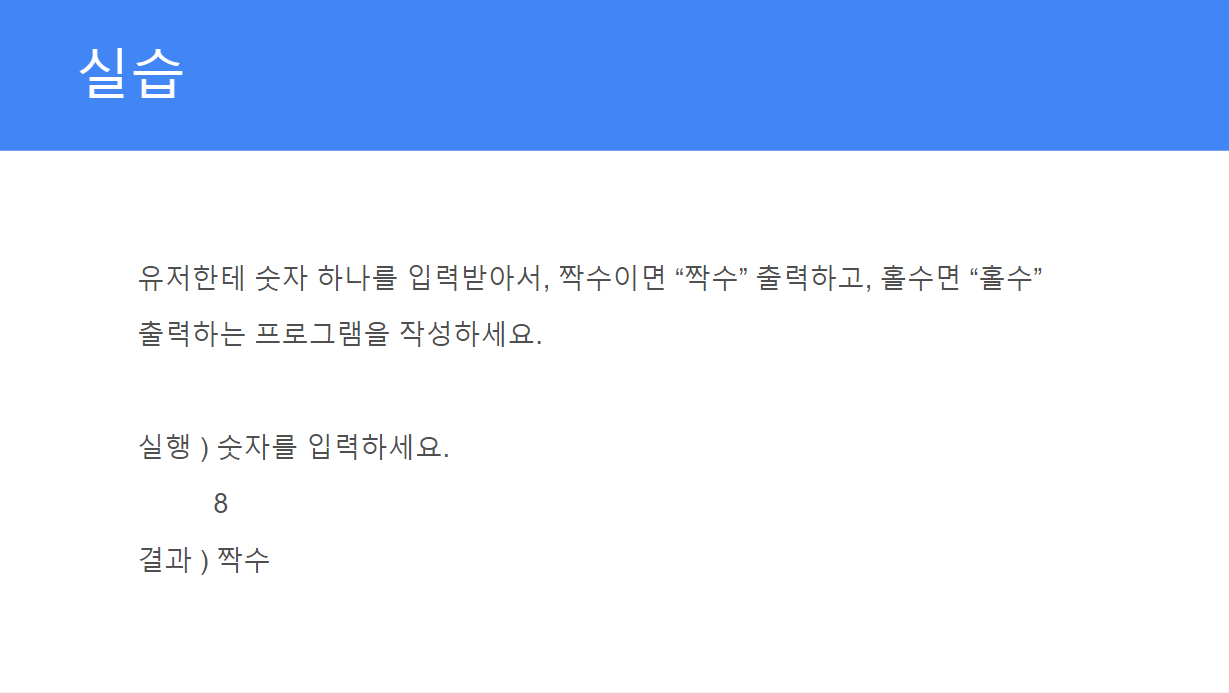 실습
유저한테 숫자 하나를 입력받아서, 짝수이면 “짝수” 출력하고, 홀수면 “홀수”
출력하는 프로그램을 작성하세요.
실행 ) 숫자를 입력하세요.
8
결과 ) 짝수